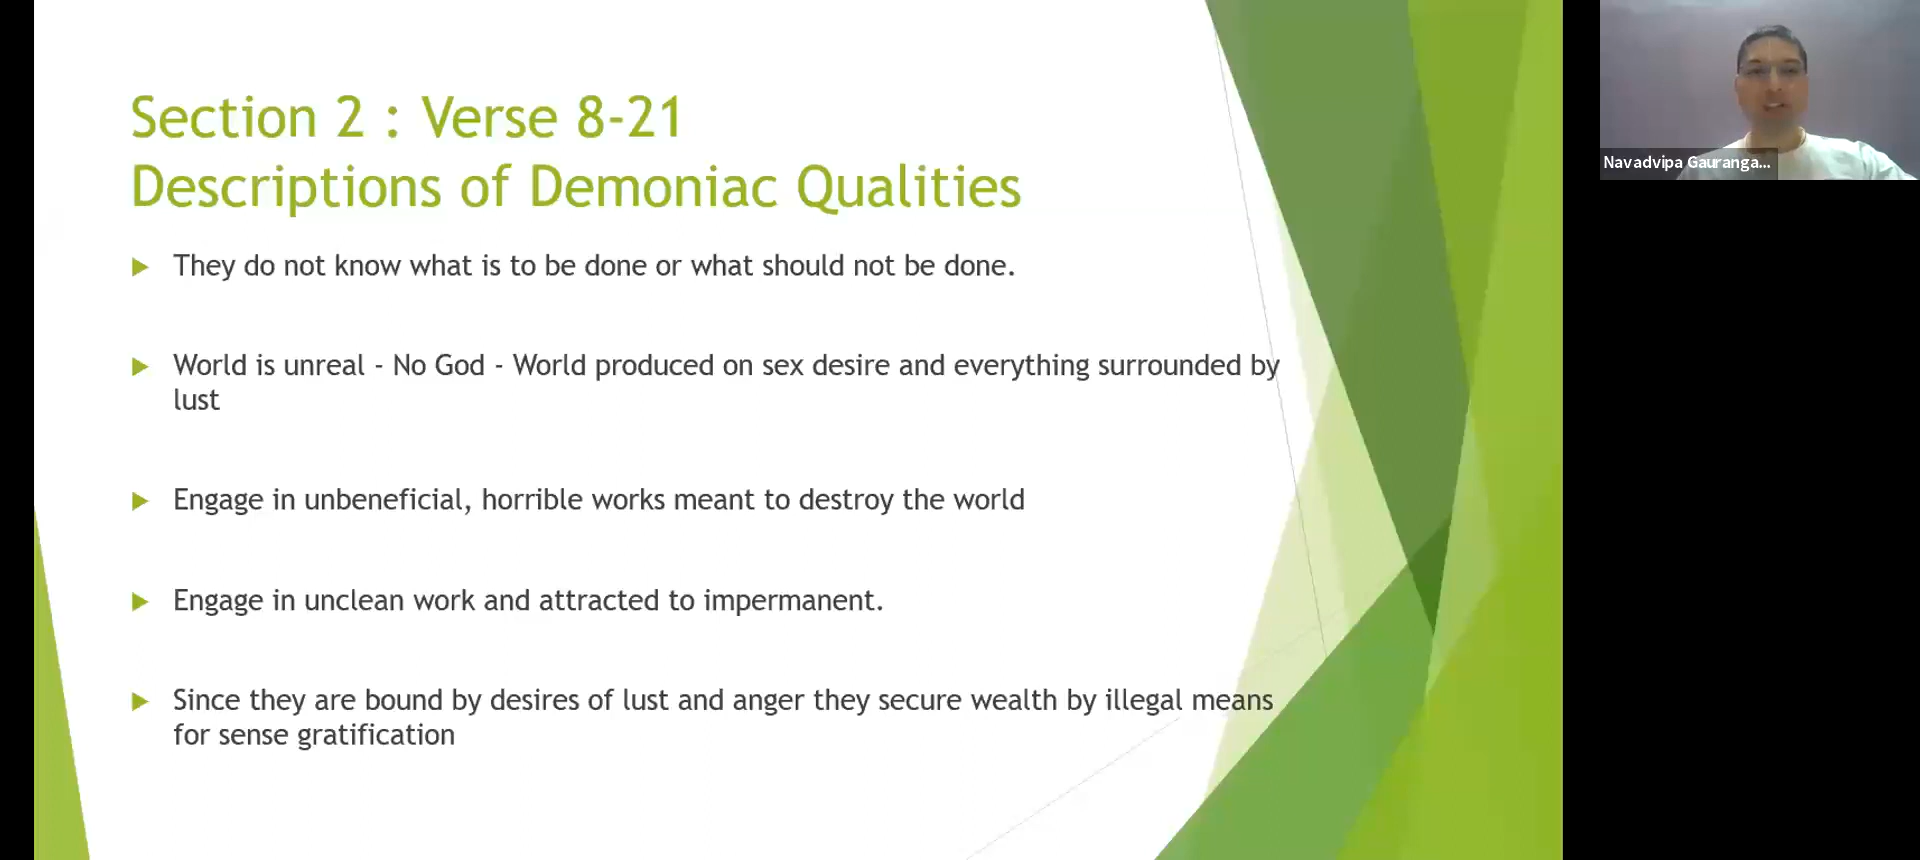 Section 2 : Verse 8-21
Descriptions of Demoniac Qualities
They do not know what is to be done or what should not be done.
World is unreal - No God - World produced on sex desire and everything surrounded by
lust
Engage in unbeneficial, horrible works meant to destroy the world
Engage in unclean work and attracted to impermanent.
Since they are bound by desires of lust and anger they secure wealth by illegal means
for sense gratification
Navadvipa Gauranga...